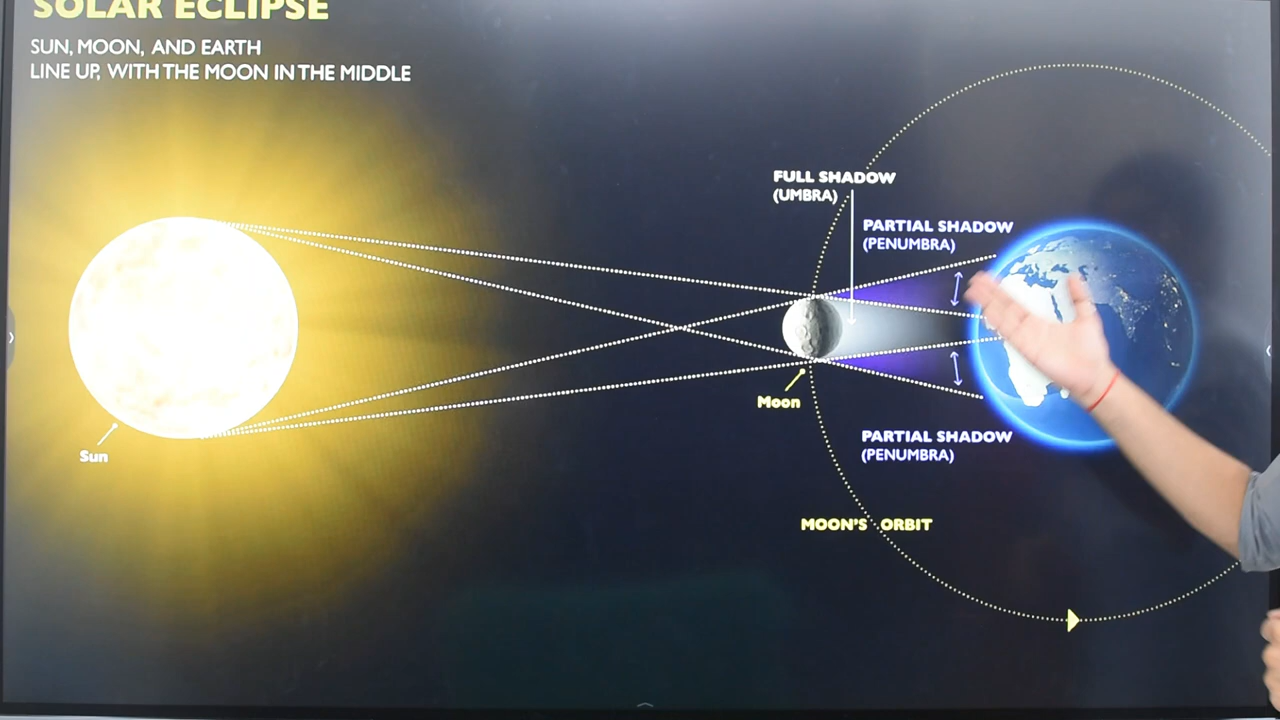 SOLAR ECLIPSE
SUN, MOON, AND EARTH
LINE UP, WITH THE MOON IN THE MIDDLE
FULL SHADOW
(UMBRA)
PARTIAL SHADOW
(PENUMBRA)
Moon
Sun
PARTIAL SHADOW
(PENUMBRA)
MOON'S ORBIT